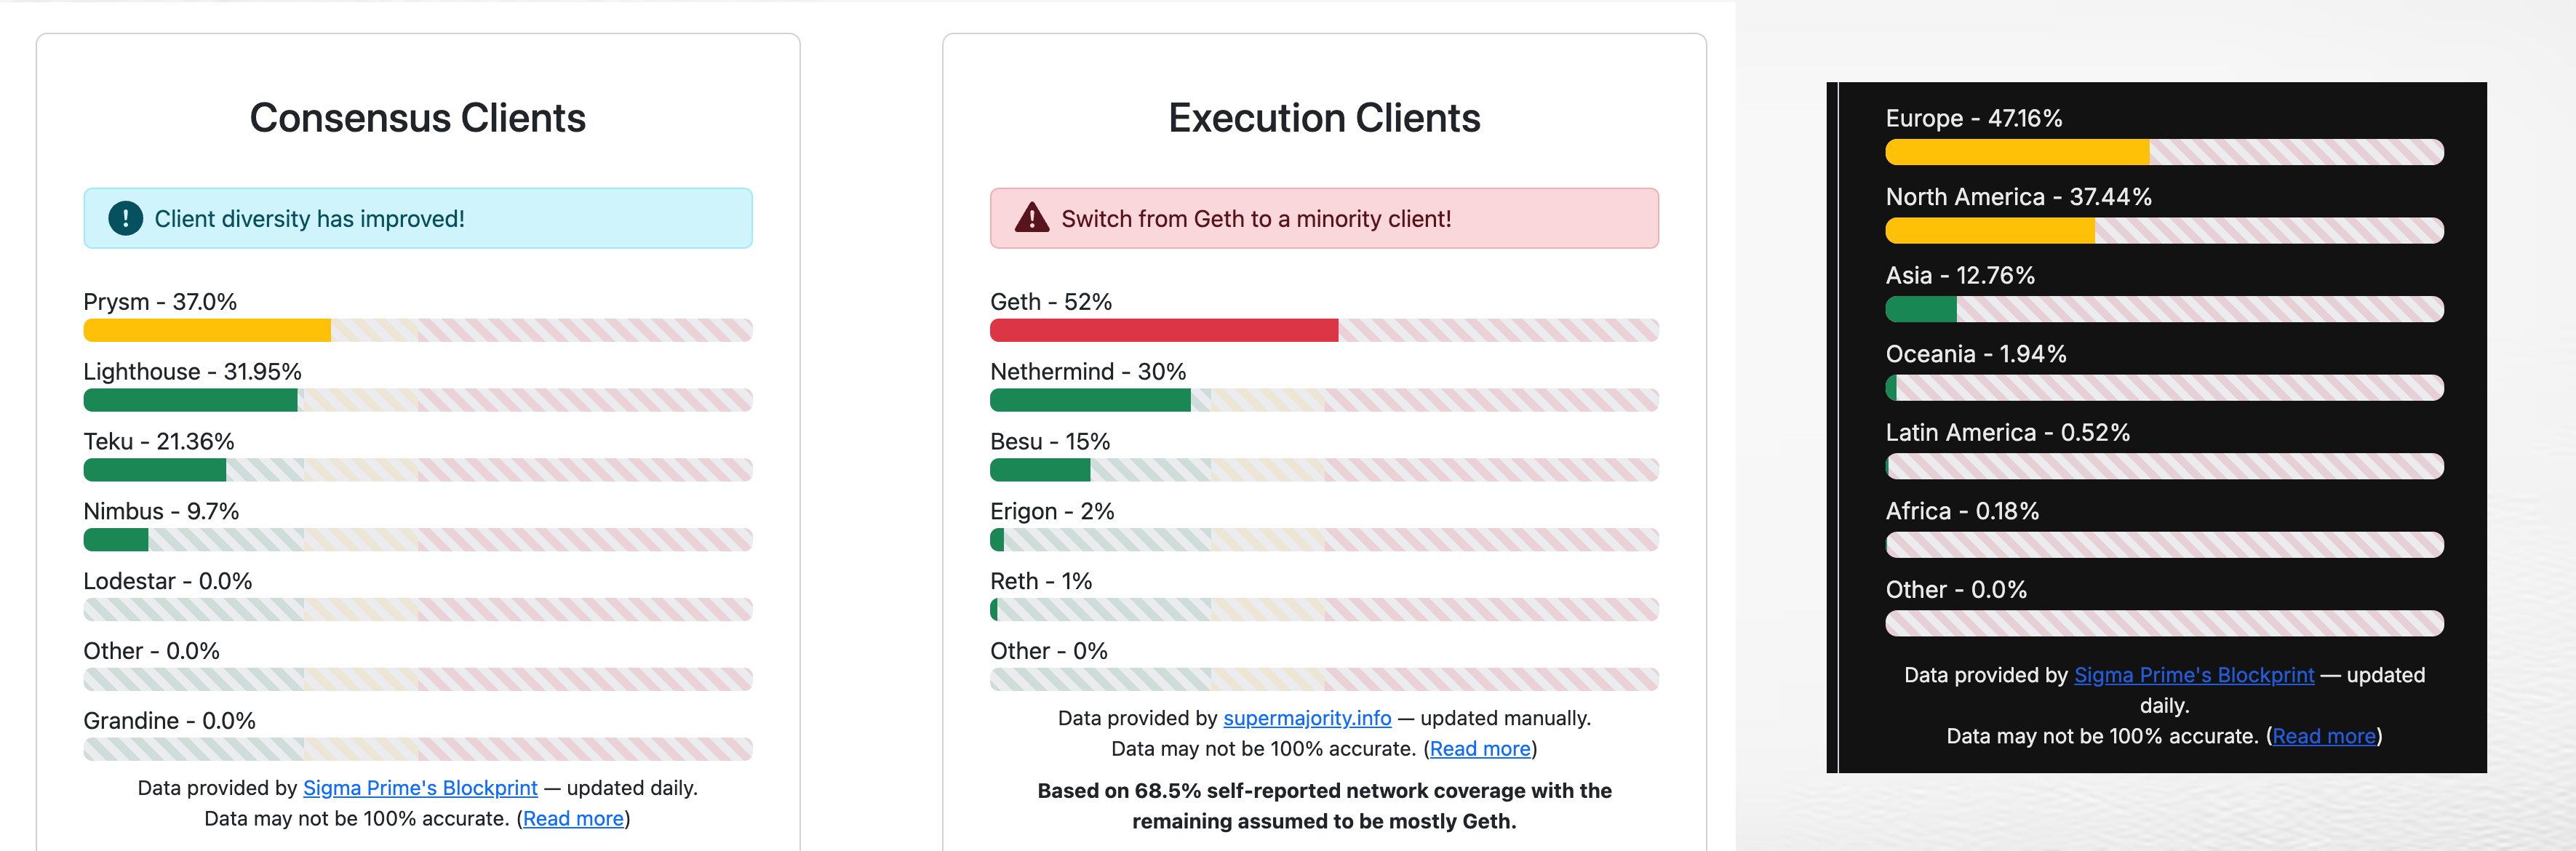 Consensus Clients
Client diversity has improved!
Prysm - 37.0%
Lighthouse - 31.95%
Teku - 21.36%
Nimbus - 9.7%
Lodestar - 0.0%
Other - 0.0%
Grandine - 0.0%
Data provided by Sigma Prime's Blockprint — updated daily.
Data may not be 100% accurate. (Read more)
Execution Clients
Switch from Geth to a minority client!
Geth - 52%
Nethermind - 30%
Besu - 15%
Erigon - 2%
Reth - 1%
Other - 0%
Data provided by supermajority.info — updated manually.
Data may not be 100% accurate. (Read more)
Based on 68.5% self-reported network coverage with the
remaining assumed to be mostly Geth.
Europe - 47.16%
North America - 37.44%
Asia - 12.76%
Oceania - 1.94%
Latin America - 0.52%
Africa - 0.18%
Other - 0.0%
Data provided by Sigma Prime's Blockprint — updated
daily.
Data may not be 100% accurate. (Read more)